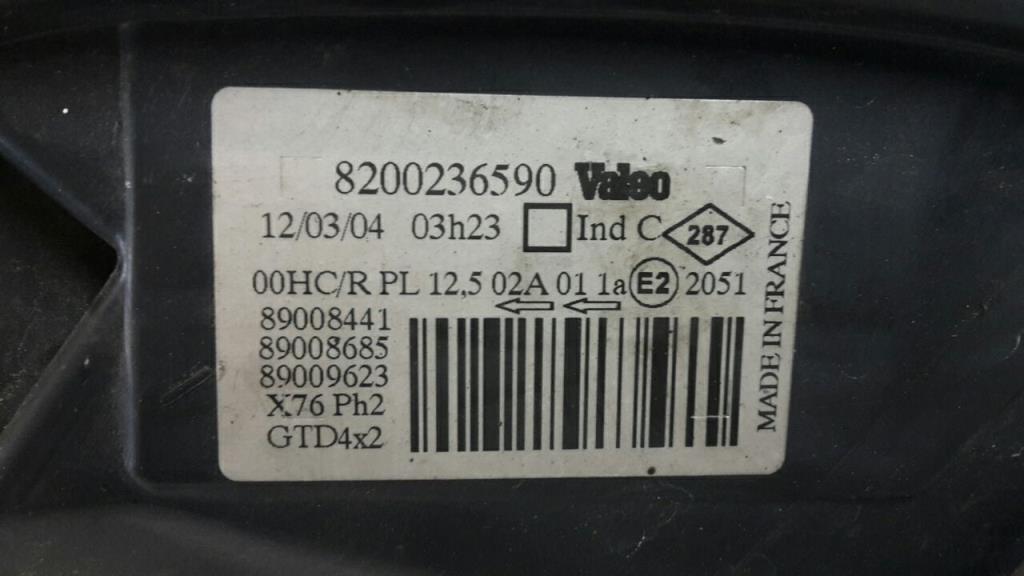 8200236590 Valeo
12/03/04 03h23 Ind C 287
00HC/R PL 12,5 02A 01 1a E2 2051
89008441
89008685
89009623
X76 Ph2
GTD4x2
MADE IN FRANCE